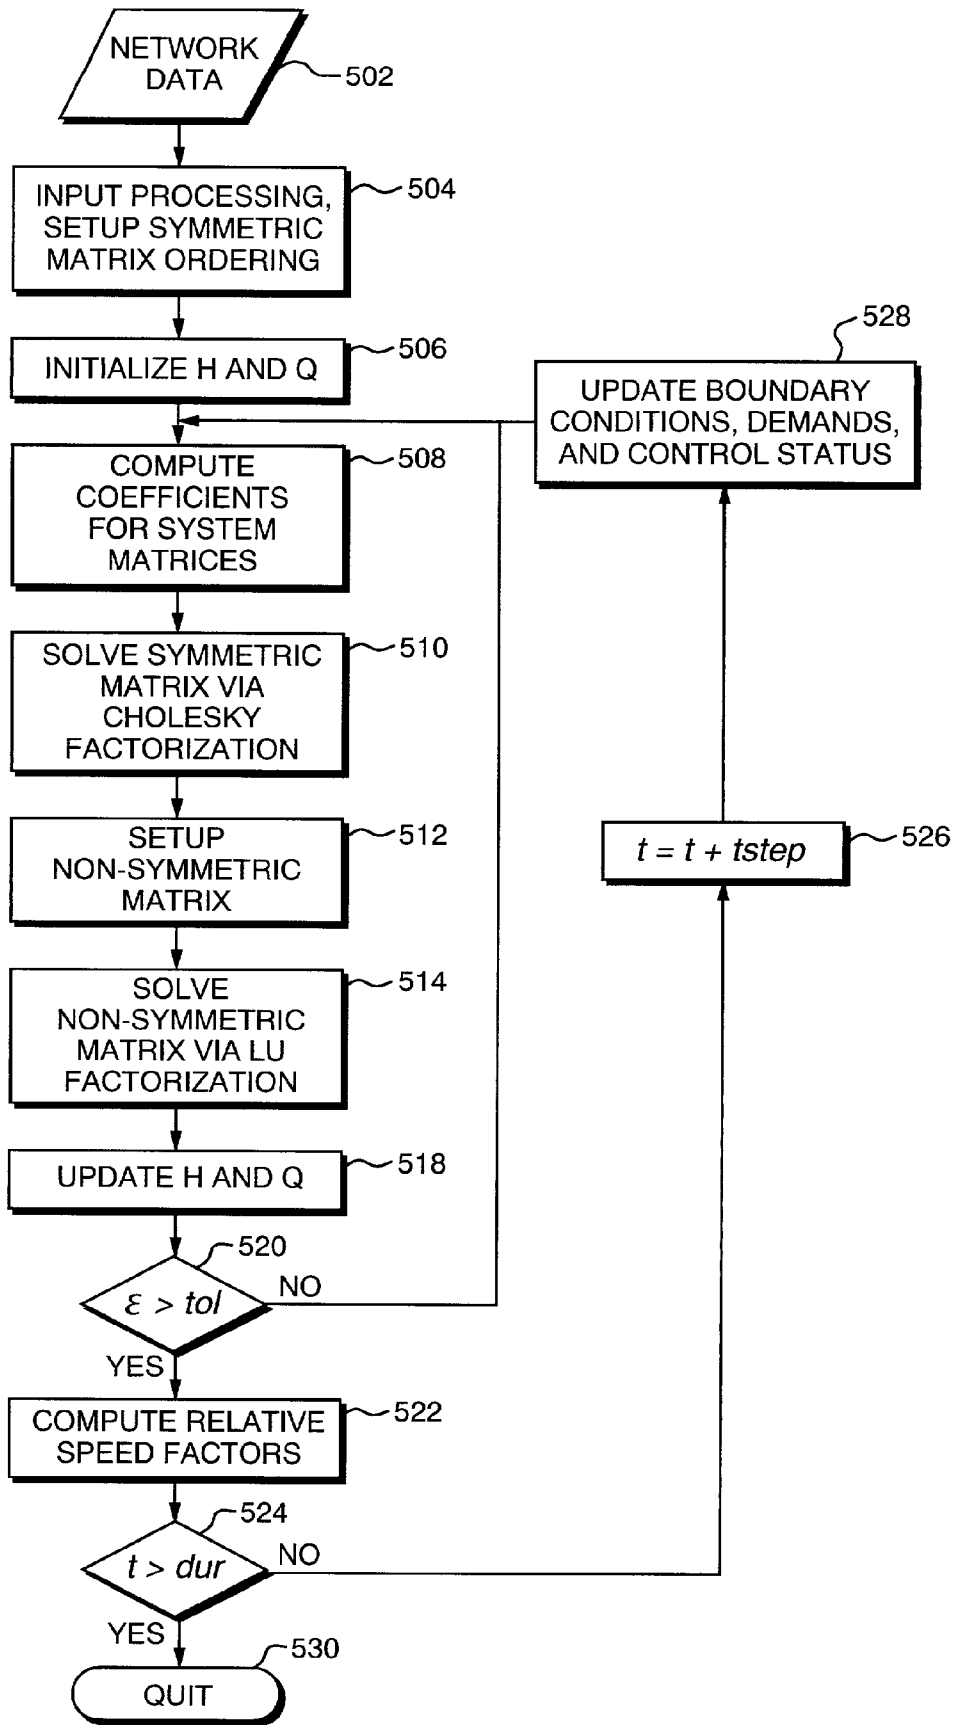 NETWORK
DATA
502
INPUT PROCESSING,
SETUP SYMMETRIC
MATRIX ORDERING
504
INITIALIZE H AND Q
506
UPDATE BOUNDARY
CONDITIONS, DEMANDS,
AND CONTROL STATUS
528
COMPUTE
COEFFICIENTS
FOR SYSTEM
MATRICES
508
SOLVE SYMMETRIC
MATRIX VIA
CHOLESKY
FACTORIZATION
510
SETUP
NON-SYMMETRIC
MATRIX
512
t = t + tstep
526
SOLVE
NON-SYMMETRIC
MATRIX VIA LU
FACTORIZATION
514
UPDATE H AND Q
518
520
ε > tol
NO
YES
COMPUTE RELATIVE
SPEED FACTORS
522
524
t > dur
NO
YES
530
QUIT